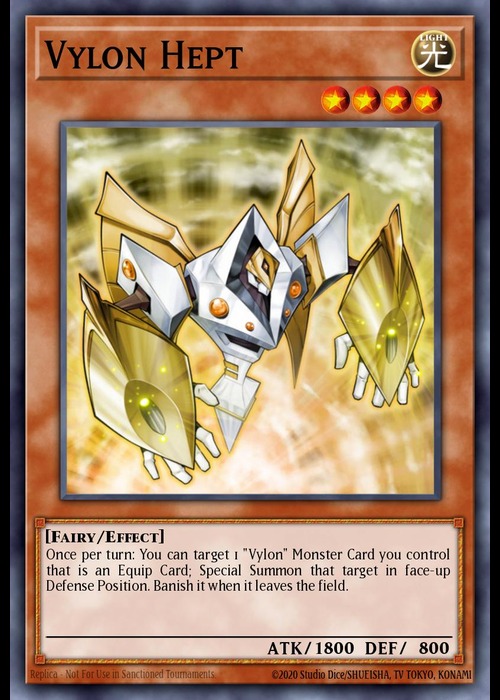 VYLON HEPT
LIGHT
光
[FAIRY/EFFECT]
Once per turn: You can target 1 "Vylon" Monster Card you control
that is an Equip Card; Special Summon that target in face-up
Defense Position. Banish it when it leaves the field.
ATK/1800 DEF/ 800
Replica - Not For Use in Sanctioned Tournaments
©2020 Studio Dice/SHUEISHA, TV TOKYO, KONAMI